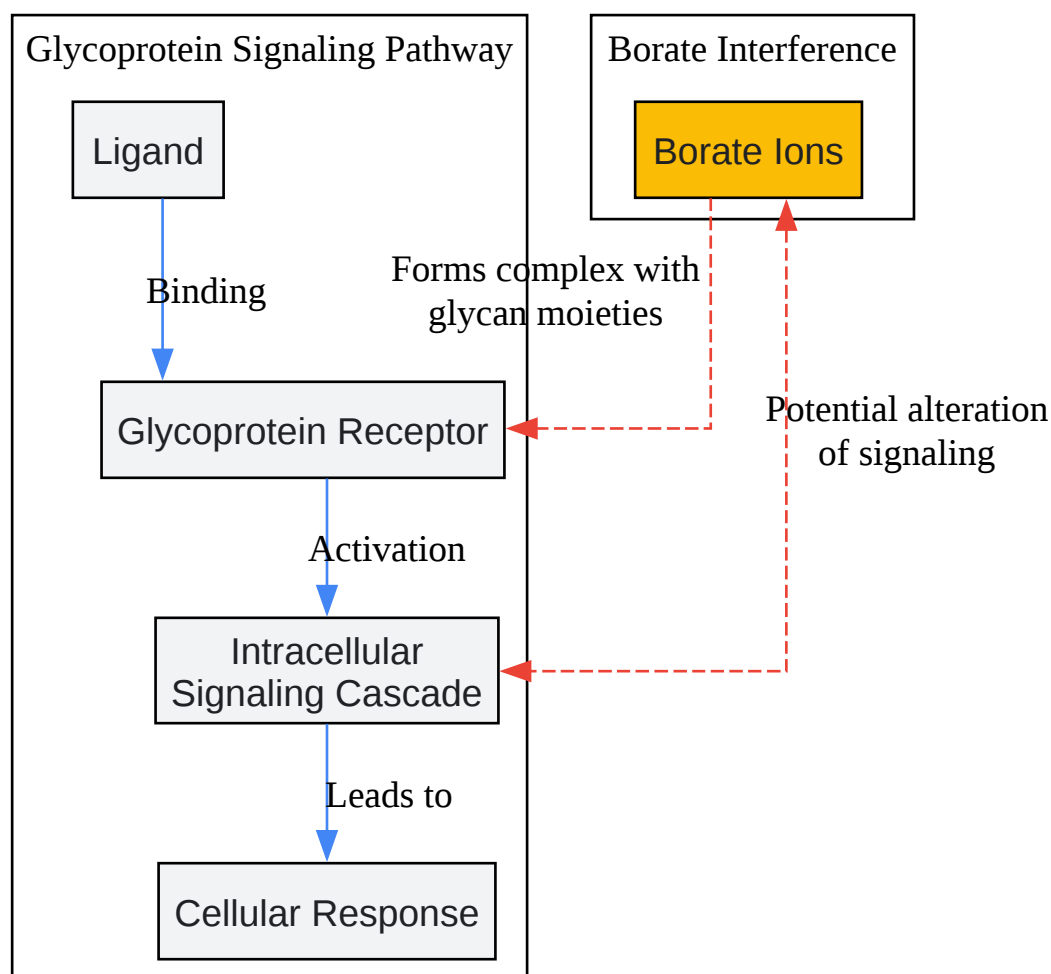 Glycoprotein Signaling Pathway
Borate Interference
Ligand
Borate Ions
Binding
Forms complex with
glycan moieties
Glycoprotein Receptor
Potential alteration
of signaling
Activation
Intracellular
Signaling Cascade
Leads to
Cellular Response